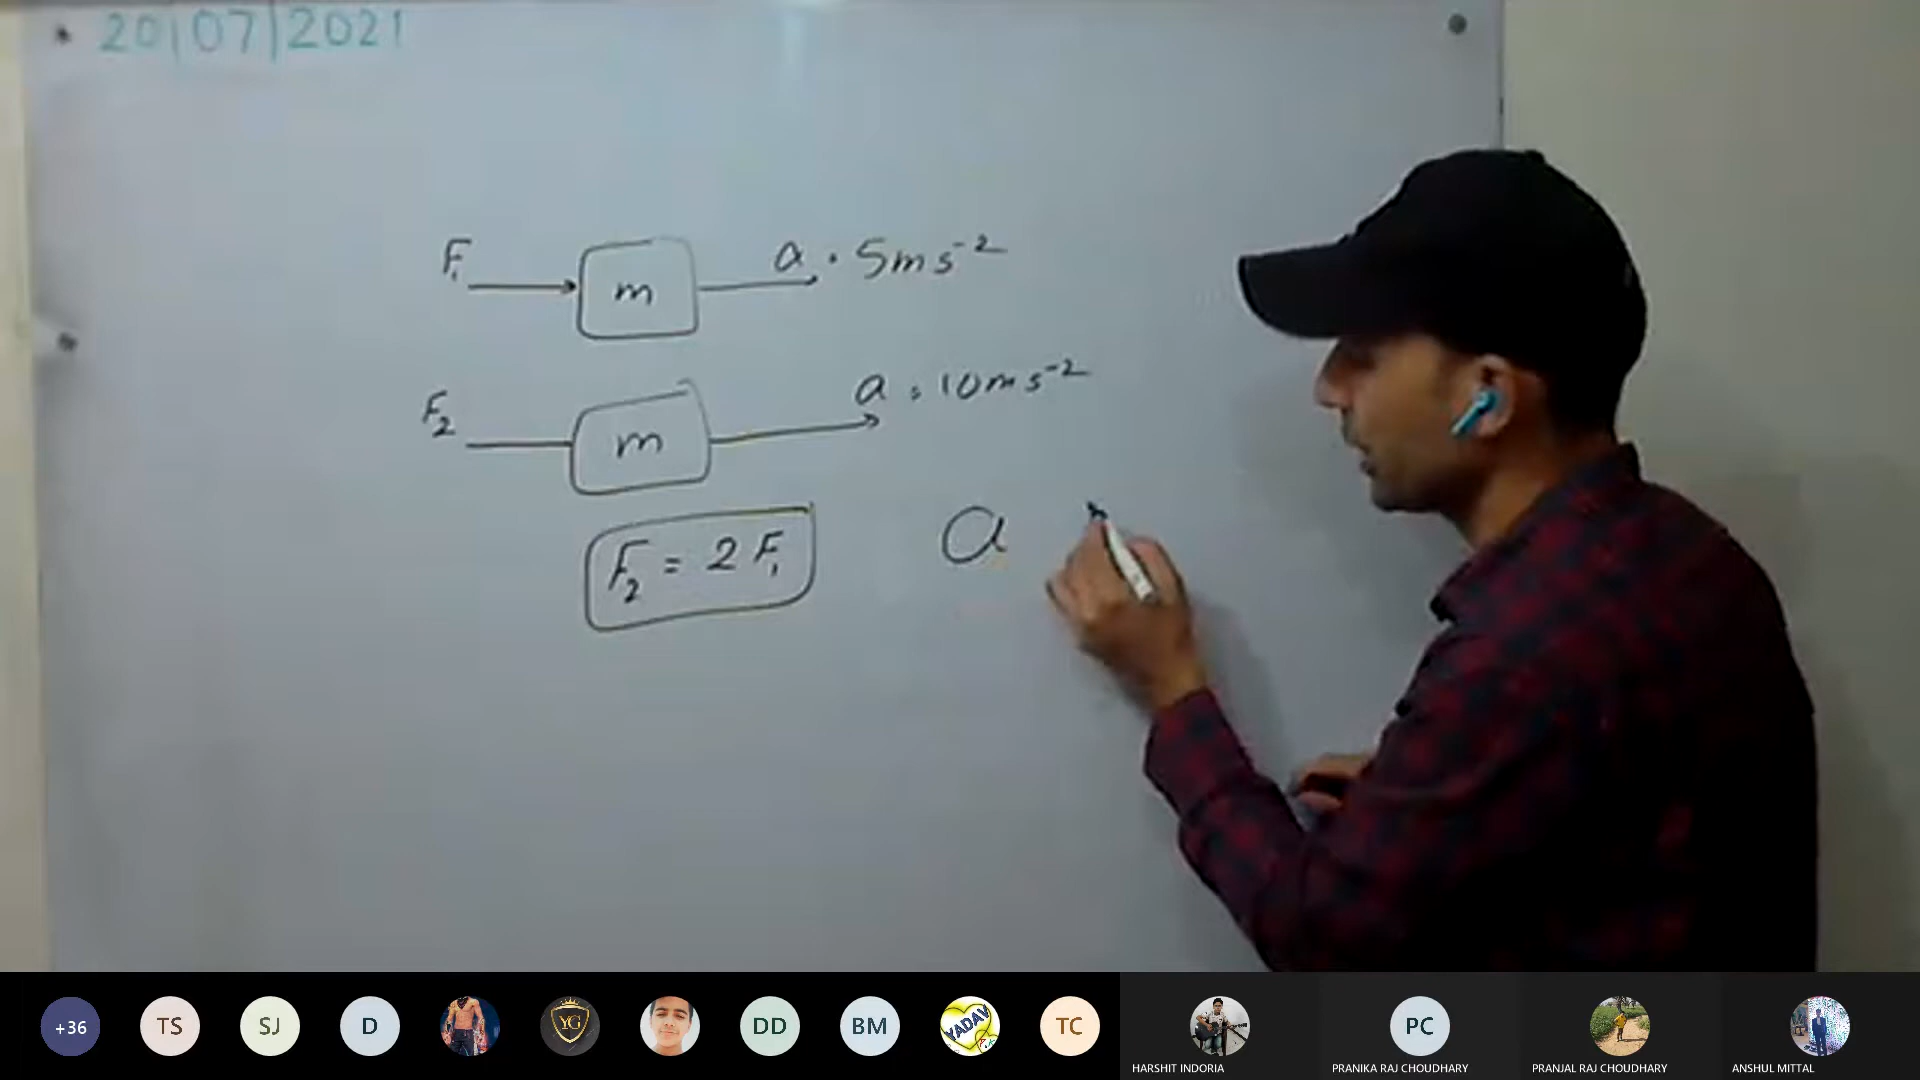 20|07|2021
F₁ m a = 5ms⁻²
F₂ m a = 10ms⁻²
F₂ = 2F₁
a
+36 TS SJ D YG DD BM YADAV TC PC
HARSHIT INDORIA PRANIKA RAJ CHOUDHARY PRANJAL RAJ CHOUDHARY ANSHUL MITTAL